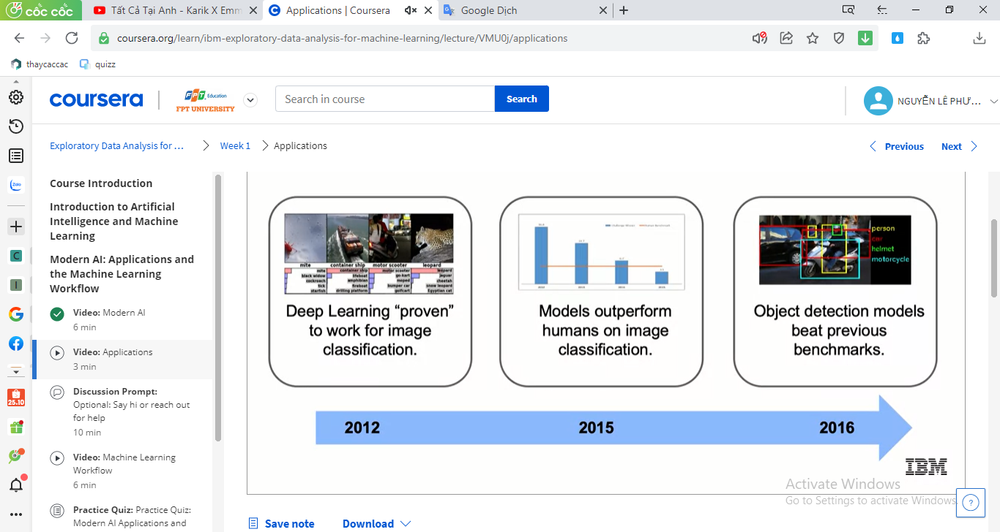 cốc cốc
Tất Cả Tại Anh - Karik X Emm
Applications | Coursera
Google Dịch
coursera.org/learn/ibm-exploratory-data-analysis-for-machine-learning/lecture/VMU0j/applications
thaycaccac
quizz
coursera
FPT Education
FPT UNIVERSITY
Search in course
Search
NGUYỄN LÊ PHƯ...
Exploratory Data Analysis for ...
Week 1
Applications
Previous
Next
Zalo
C
I
25.10
Course Introduction
Introduction to Artificial
Intelligence and Machine
Learning
Modern AI: Applications and
the Machine Learning
Workflow
Video: Modern AI
6 min
Video: Applications
3 min
Discussion Prompt:
Optional: Say hi or reach out
for help
10 min
Video: Machine Learning
Workflow
6 min
Practice Quiz: Practice Quiz:
Modern AI Applications and
mite
container ship
motor scooter
leopard
mite
black widow
cockroach
tick
starfish
container ship
lifeboat
amphibian
fireboat
drilling platform
motor scooter
go-kart
moped
bumper car
golfcart
leopard
jaguar
cheetah
snow leopard
Egyptian cat
Deep Learning “proven”
to work for image
classification.
Models outperform
humans on image
classification.
person
car
helmet
motorcycle
Object detection models
beat previous
benchmarks.
2012
2015
2016
IBM
Activate Windows
Go to Settings to activate Windows.
Save note
Download